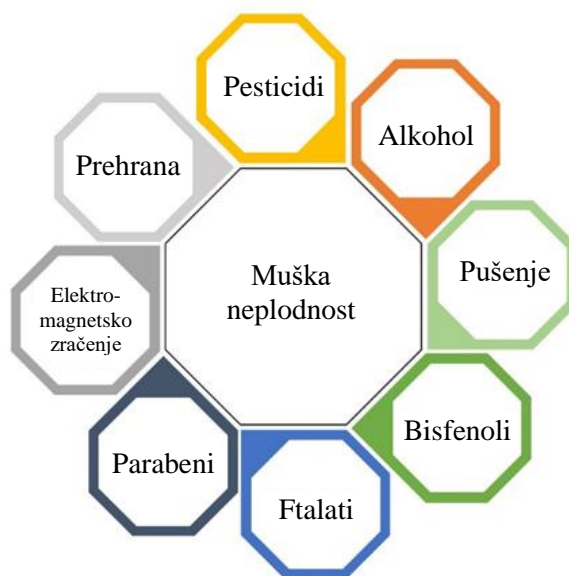 Pesticidi
Alkohol
Prehrana
Pušenje
Muška
neplodnost
Elektro-
magnetsko
zračenje
Bisfenoli
Parabeni
Ftalati